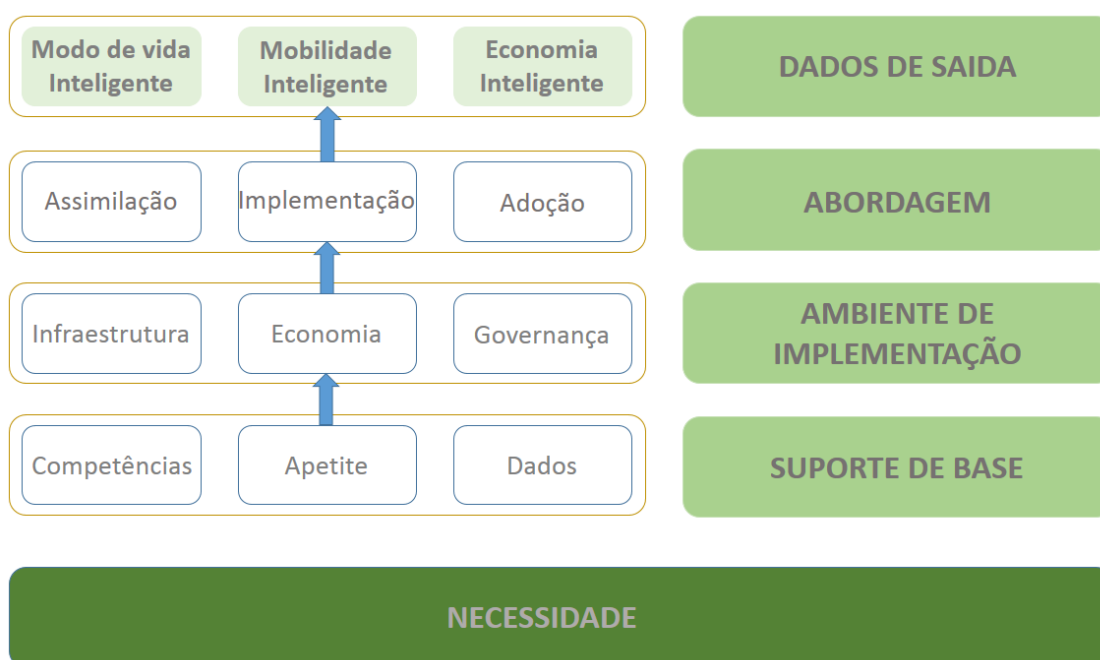 Modo de vida
Inteligente
Mobilidade
Inteligente
Economia
Inteligente
DADOS DE SAIDA
Assimilação
Implementação
Adoção
ABORDAGEM
Infraestrutura
Economia
Governança
AMBIENTE DE
IMPLEMENTAÇÃO
Competências
Apetite
Dados
SUPORTE DE BASE
NECESSIDADE